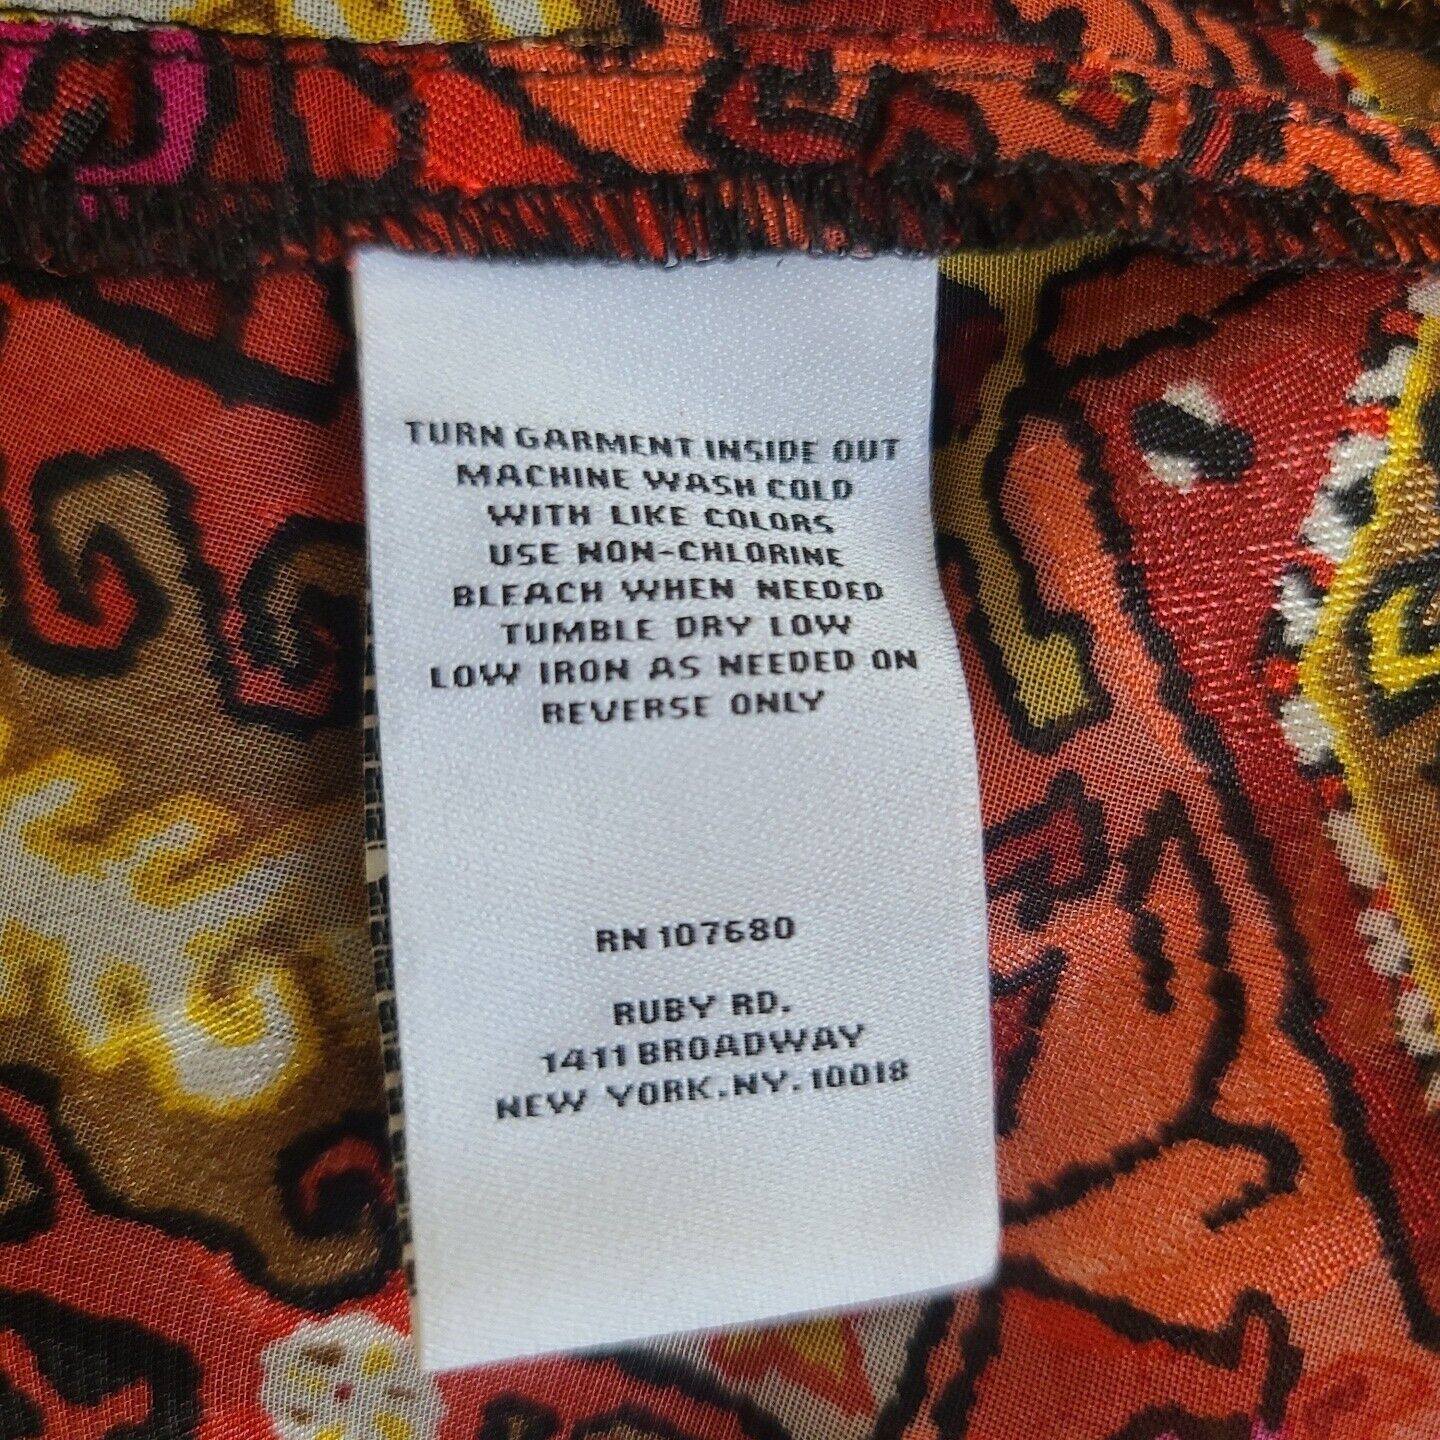 TURN GARMENT INSIDE OUT
MACHINE WASH COLD
WITH LIKE COLORS
USE NON-CHLORINE
BLEACH WHEN NEEDED
TUMBLE DRY LOW
LOW IRON AS NEEDED ON
REVERSE ONLY
RN 107680
RUBY RD.
1411 BROADWAY
NEW YORK.NY.10018